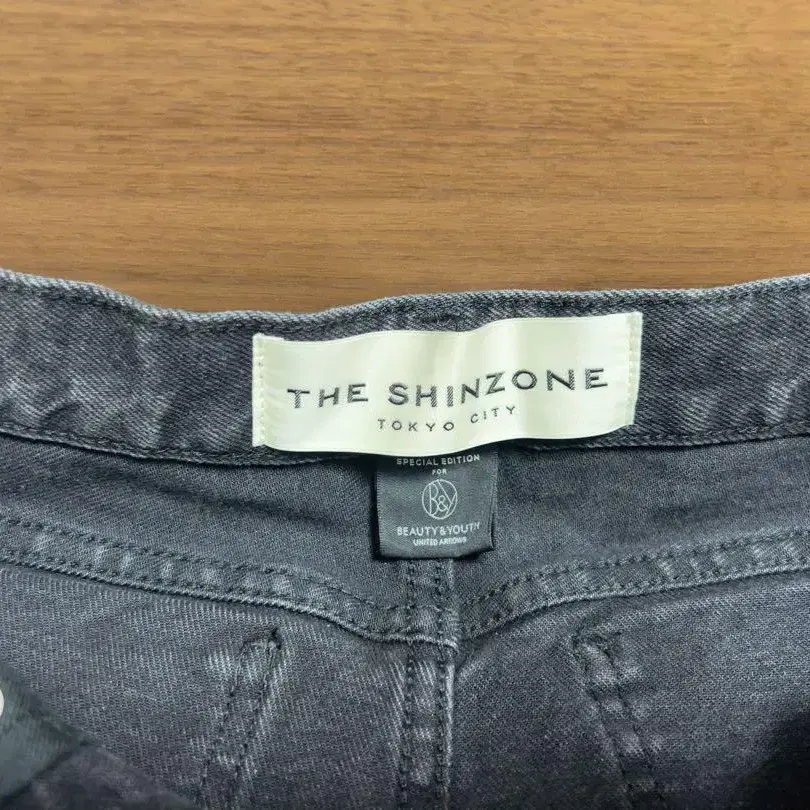 THE SHINZONE
TOKYO CITY
SPECIAL EDITION
FOR
B&Y
BEAUTY&YOUTH
UNITED ARROWS